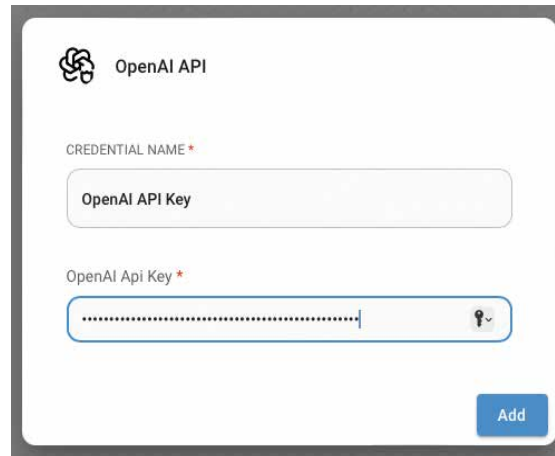 OpenAI API
CREDENTIAL NAME *
OpenAI API Key
OpenAI Api Key *
Add